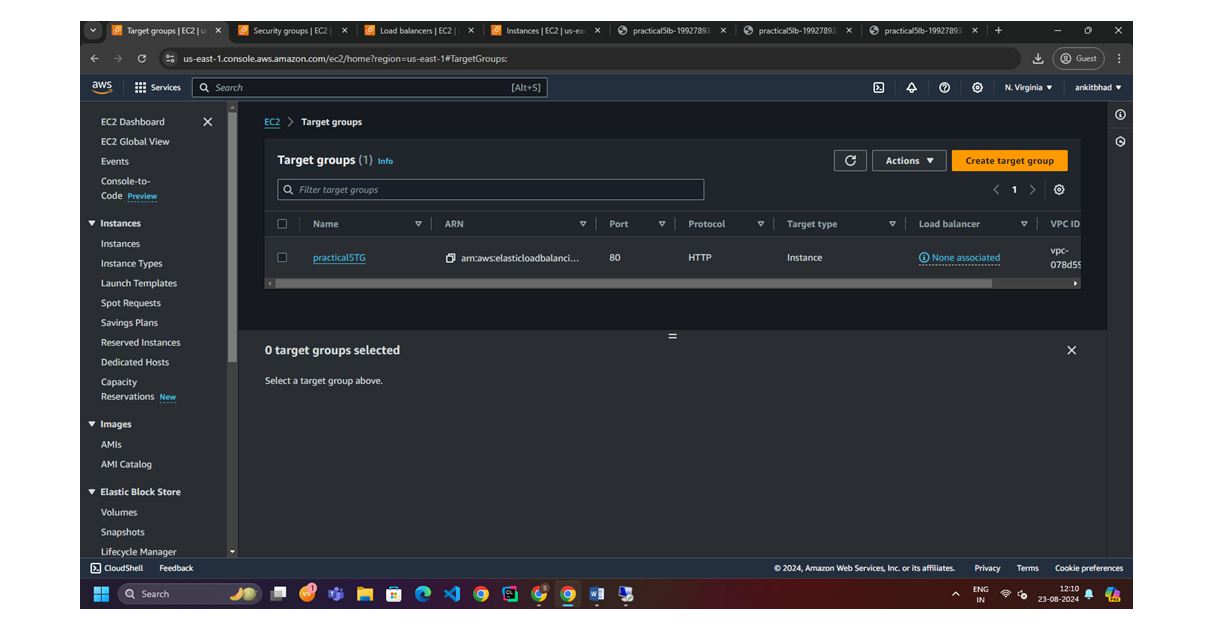 Target groups | EC2 | us
Security groups | EC2 |
Load balancers | EC2 |
Instances | EC2 | us-eas
practical5lb-19927893
practical5lb-19927893
practical5lb-19927893
us-east-1.console.aws.amazon.com/ec2/home?region=us-east-1#TargetGroups:
Guest
aws
Services
Search
[Alt+S]
N. Virginia
ankitbhad
EC2 Dashboard
EC2 Global View
Events
Console-to-
Code Preview
Instances
Instances
Instance Types
Launch Templates
Spot Requests
Savings Plans
Reserved Instances
Dedicated Hosts
Capacity
Reservations New
Images
AMIs
AMI Catalog
Elastic Block Store
Volumes
Snapshots
Lifecycle Manager
EC2 > Target groups
Target groups (1) Info
Actions
Create target group
Filter target groups
1
Name ARN Port Protocol Target type Load balancer VPC ID
practical5TG arn:aws:elasticloadbalanci... 80 HTTP Instance None associated vpc-
078d59
0 target groups selected
Select a target group above.
CloudShell Feedback
© 2024, Amazon Web Services, Inc. or its affiliates. Privacy Terms Cookie preferences
Search
ENG
IN
12:10
23-08-2024